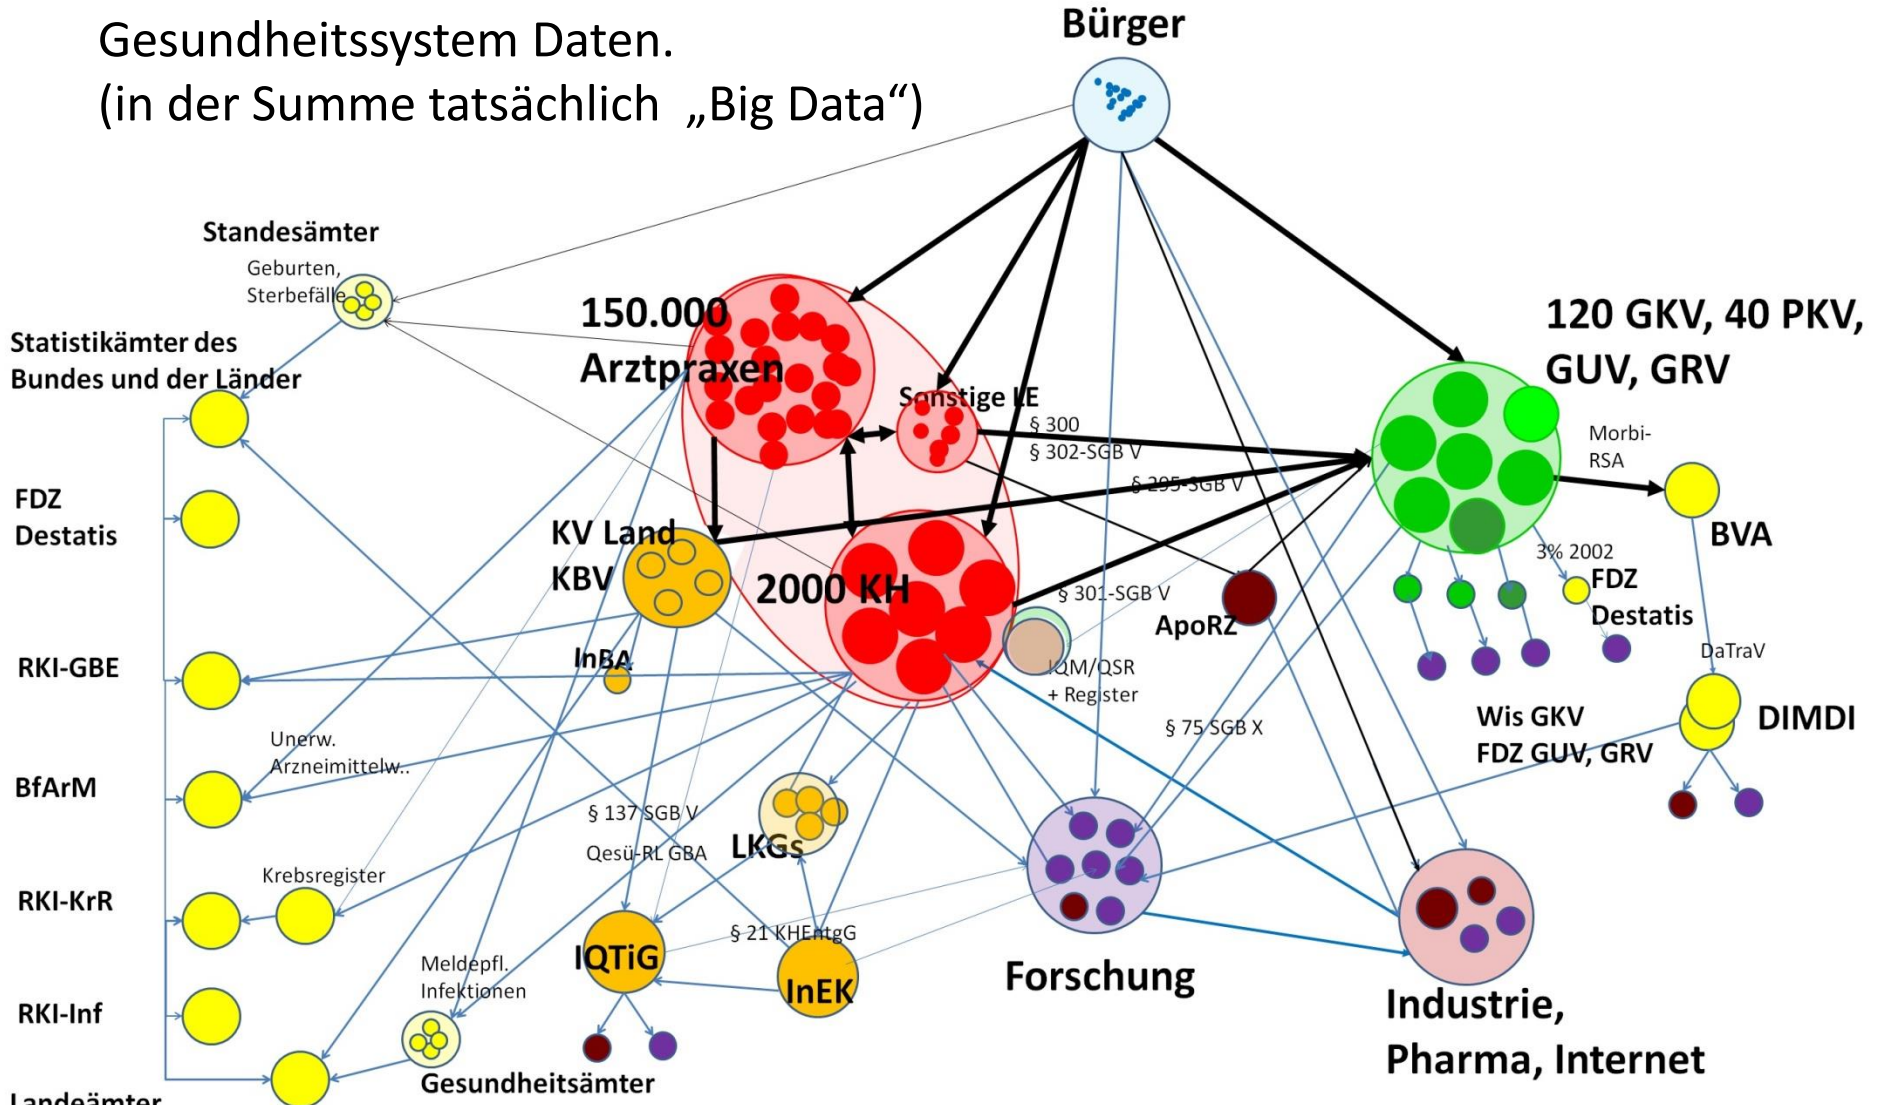 Gesundheitssystem Daten.
(in der Summe tatsächlich „Big Data“)
Bürger
Standesämter
Geburten,
Sterbefälle
Statistikämter des
Bundes und der Länder
150.000
Arztpraxen
Sonstige LE
§ 300
§ 302-SGB V
§ 295-SGB V
120 GKV, 40 PKV,
GUV, GRV
Morbi-
RSA
BVA
FDZ
Destatis
KV Land
KBV
2000 KH
§ 301-SGB V
ApoRZ
3% 2002
FDZ
Destatis
DaTraV
RKI-GBE
InBA
IQM/QSR
+ Register
§ 75 SGB X
Wis GKV
FDZ GUV, GRV
DIMDI
Unerw.
Arzneimittelw..
BfArM
§ 137 SGB V
Qesü-RL GBA
LKGs
Krebsregister
RKI-KrR
§ 21 KHEntgG
IQTiG
InEK
Forschung
Meldepfl.
Infektionen
RKI-Inf
Industrie,
Pharma, Internet
Gesundheitsämter
Landeämter